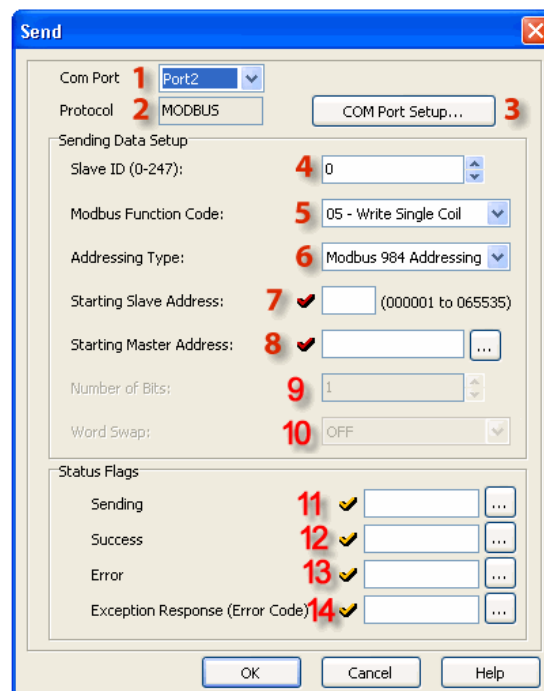 Send
Com Port 1 Port2
Protocol 2 MODBUS COM Port Setup... 3
Sending Data Setup
Slave ID (0-247): 4 0
Modbus Function Code: 5 05 - Write Single Coil
Addressing Type: 6 Modbus 984 Addressing
Starting Slave Address: 7 (000001 to 065535)
Starting Master Address: 8 ...
Number of Bits: 9 1
Word Swap: 10 OFF
Status Flags
Sending 11 ...
Success 12 ...
Error 13 ...
Exception Response (Error Code) 14 ...
OK Cancel Help